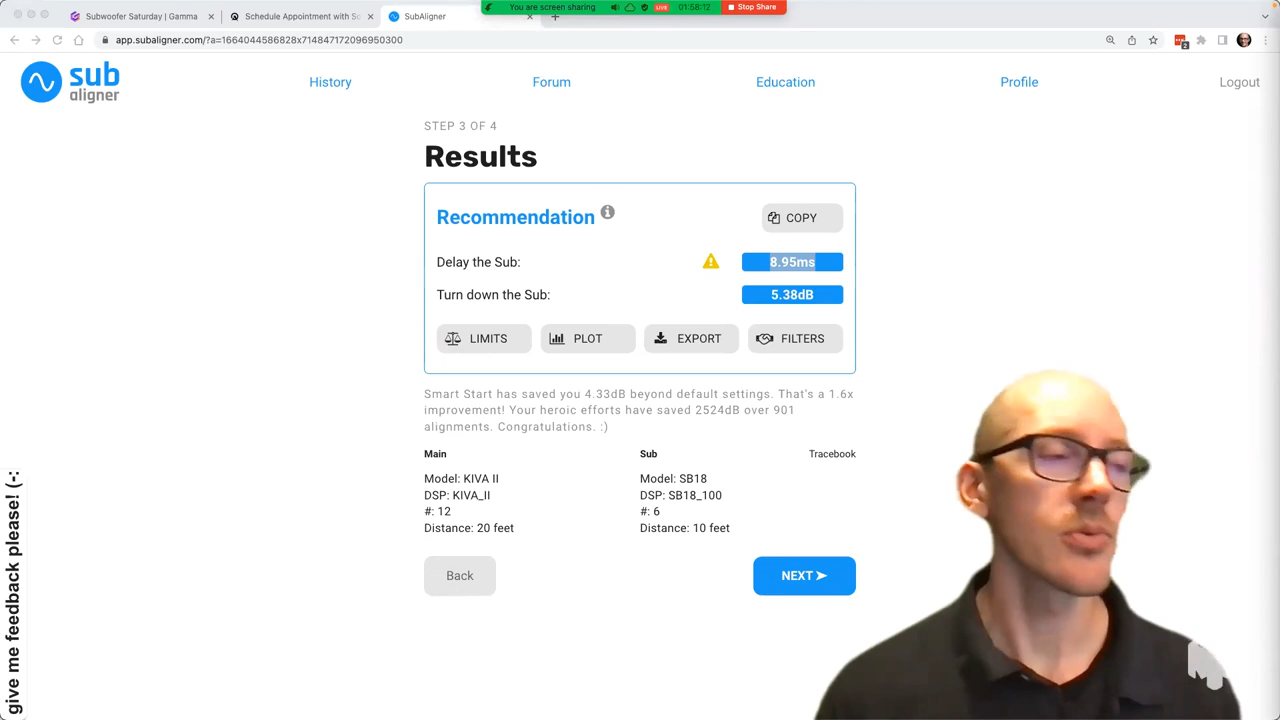 Subwoofer Saturday | Gamma
Schedule Appointment with So
SubAligner
You are screen sharing
LIVE
01:58:12
Stop Share
app.subaligner.com/?a=1664044586828x714847172096950300
2
sub
aligner
History
Forum
Education
Profile
Logout
STEP 3 OF 4
Results
Recommendation
COPY
Delay the Sub:
8.95ms
Turn down the Sub:
5.38dB
LIMITS
PLOT
EXPORT
FILTERS
Smart Start has saved you 4.33dB beyond default settings. That's a 1.6x
improvement! Your heroic efforts have saved 2524dB over 901
alignments. Congratulations. :)
Main
Sub
Tracebook
Model: KIVA II
Model: SB18
DSP: KIVA_II
DSP: SB18_100
#: 12
#: 6
Distance: 20 feet
Distance: 10 feet
Back
NEXT
give me feedback please! (-: